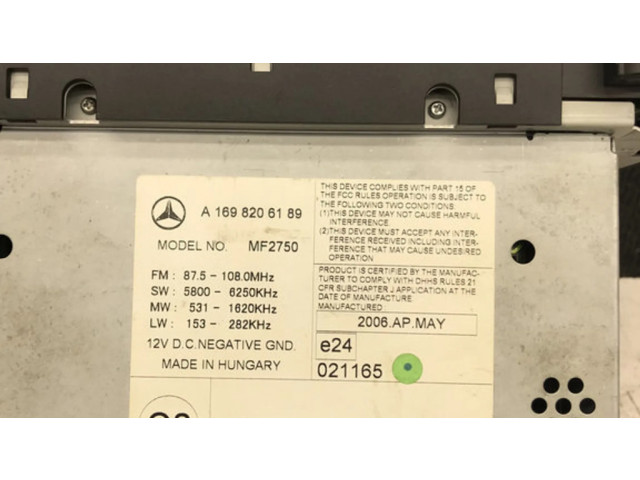 A 169 820 61 89
MODEL NO. MF2750
FM : 87.5 - 108.0MHz
SW : 5800 - 6250KHz
MW : 531 - 1620KHz
LW : 153 - 282KHz
12V D.C.NEGATIVE GND.
MADE IN HUNGARY
THIS DEVICE COMPLIES WITH PART 15 OF
THE FCC RULES OPERATION IS SUBJECT TO
THE FOLLOWING TWO CONDITIONS.
(1)THIS DEVICE MAY NOT CAUSE HARMFUL
INTERFERENCE
(2)THIS DEVICE MUST ACCEPT ANY INTER-
FERENCE RECEIVED INCLUDING INTER-
FERENCE THAT MAY CAUSE UNDESIRED
OPERATION
PRODUCT IS CERTIFIED BY THE MANUFAC-
TURER TO COMPLY WITH DHHS RULES 21
CFR SUBCHAPTER J APPLICATION AT THE
DATE OF MANUFACTURE.
MANUFACTURED:
2006.AP.MAY
e24
021165